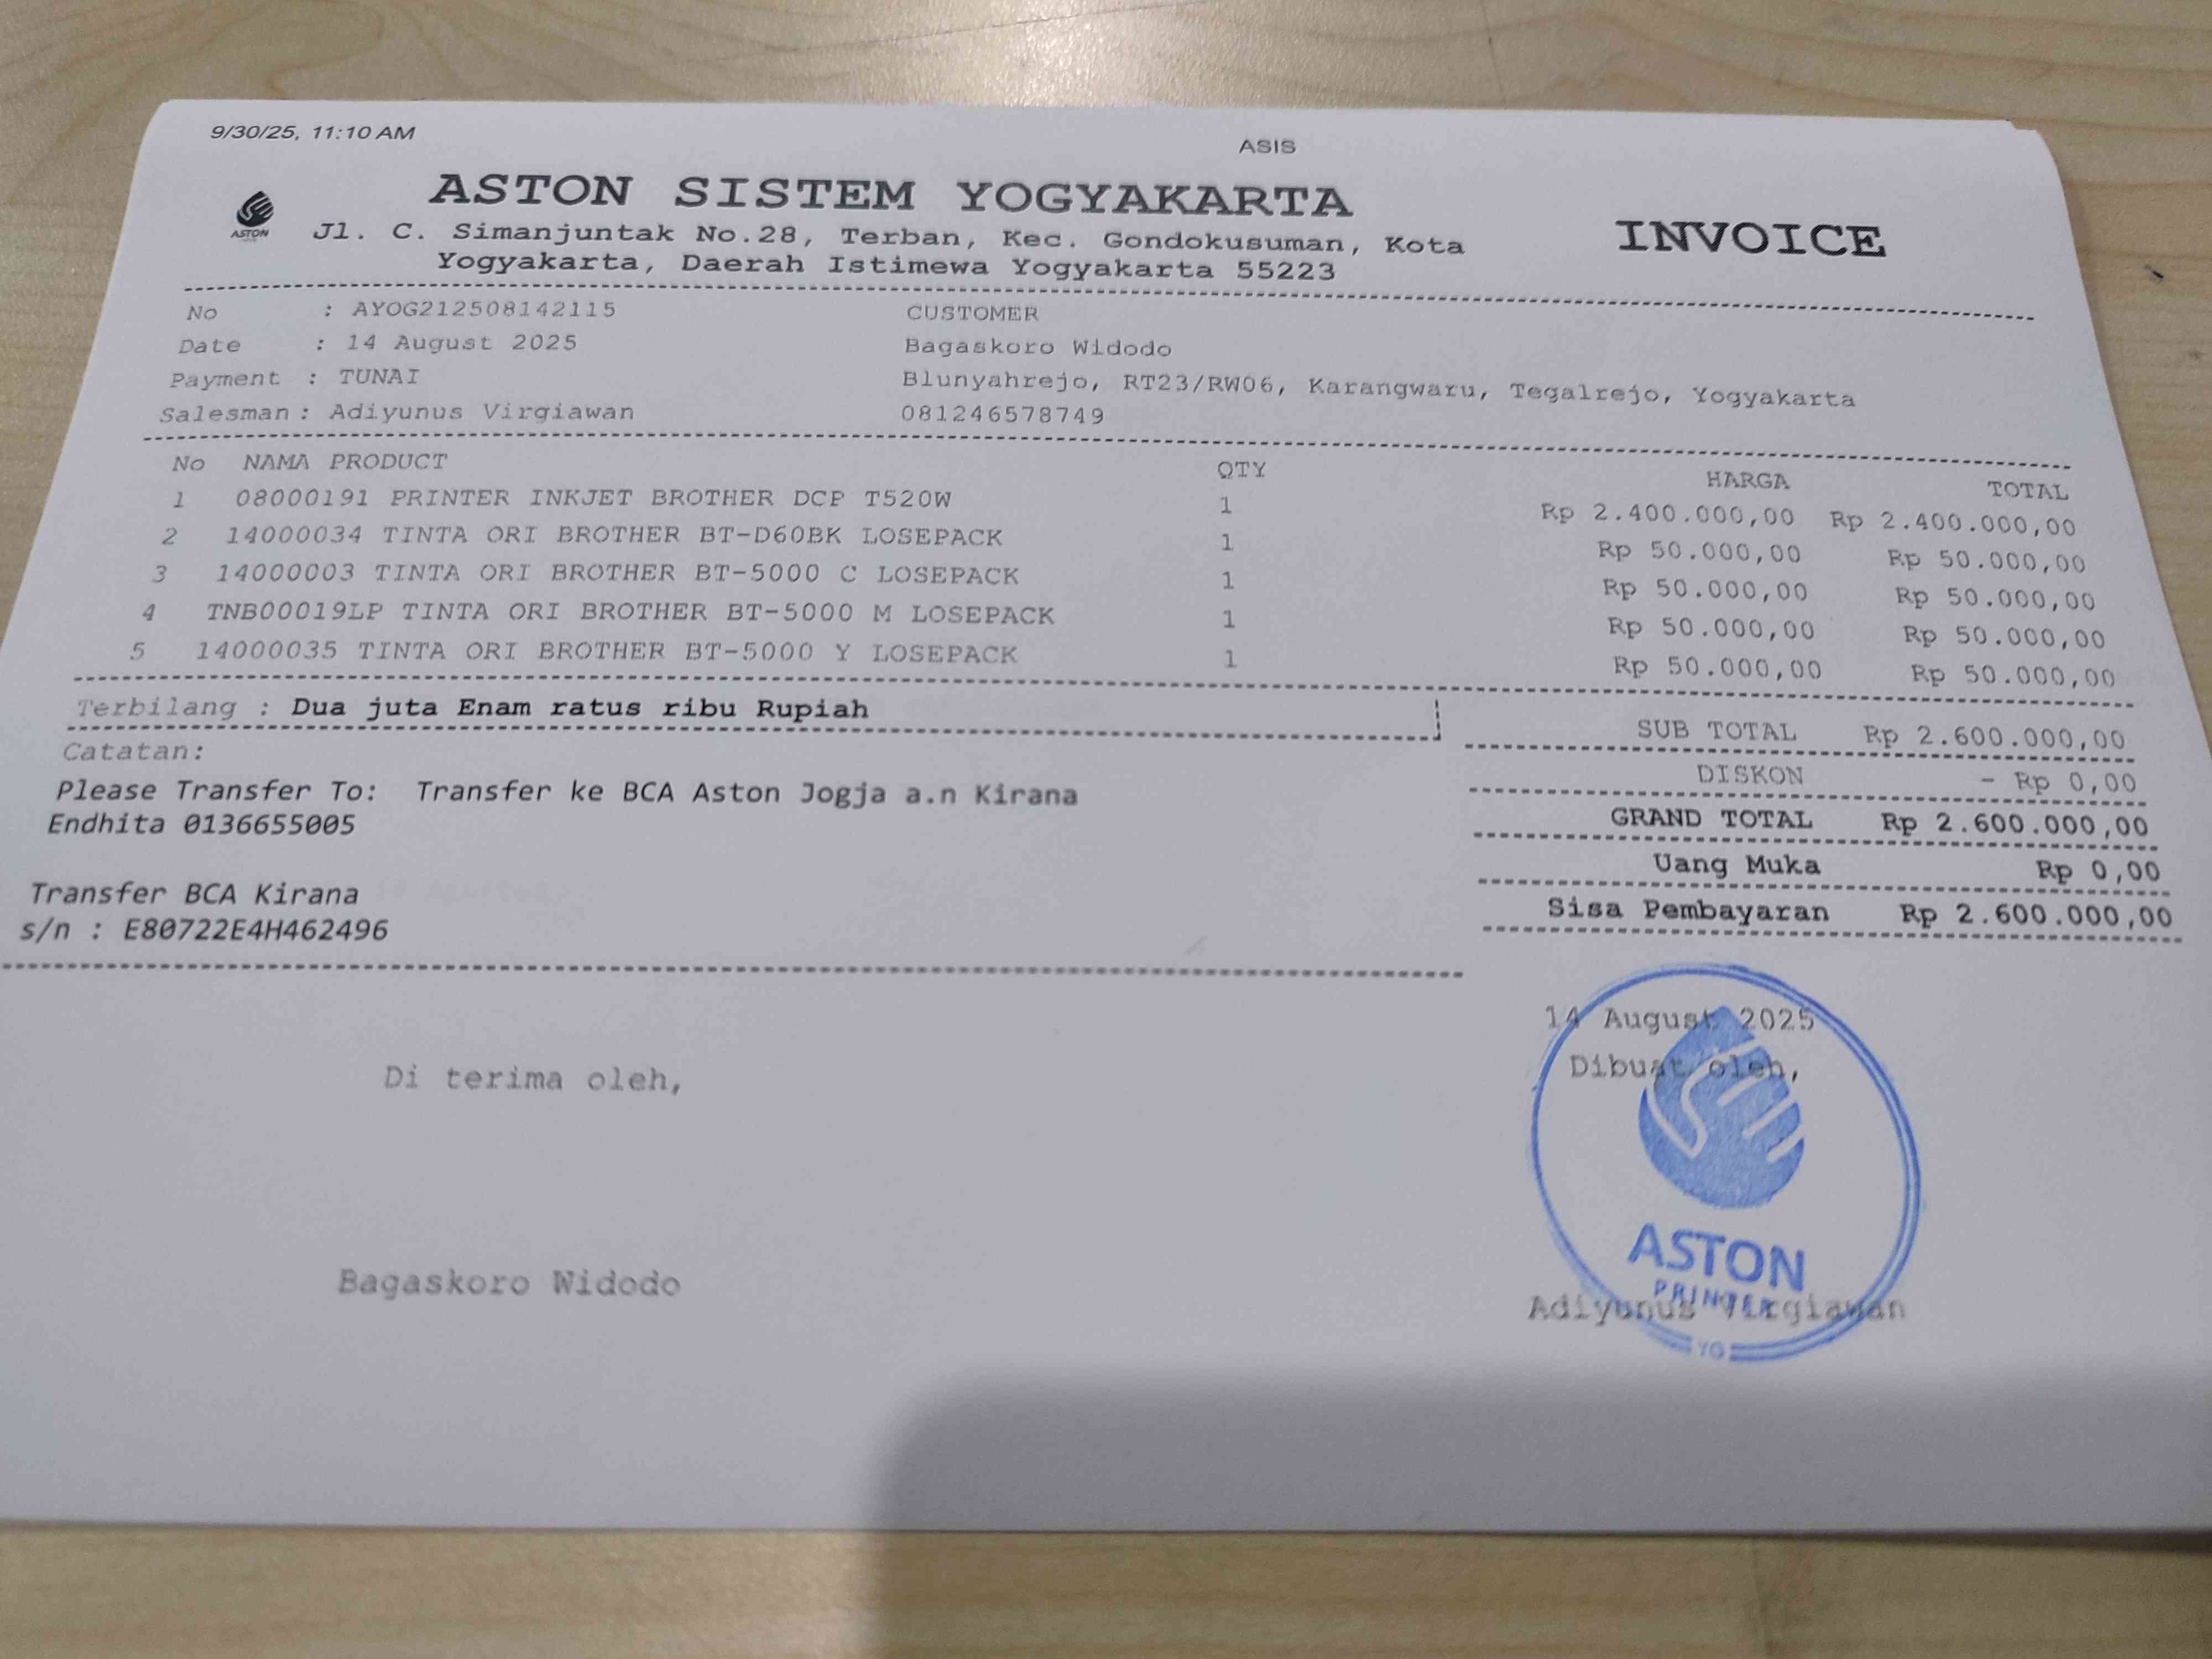 9/30/25, 11:10 AM
ASIS
ASTON
ASTON SISTEM YOGYAKARTA
Jl. C. Simanjuntak No.28, Terban, Kec. Gondokusuman, Kota
Yogyakarta, Daerah Istimewa Yogyakarta 55223
INVOICE
No : AYOG212508142115
Date : 14 August 2025
Payment : TUNAI
Salesman : Adiyunus Virgiawan
CUSTOMER
Bagaskoro Widodo
Blunyahrejo, RT23/RW06, Karangwaru, Tegalrejo, Yogyakarta
081246578749
No NAMA PRODUCT QTY HARGA TOTAL
1 08000191 PRINTER INKJET BROTHER DCP T520W 1 Rp 2.400.000,00 Rp 2.400.000,00
2 14000034 TINTA ORI BROTHER BT-D60BK LOSEPACK 1 Rp 50.000,00 Rp 50.000,00
3 14000003 TINTA ORI BROTHER BT-5000 C LOSEPACK 1 Rp 50.000,00 Rp 50.000,00
4 TNB00019LP TINTA ORI BROTHER BT-5000 M LOSEPACK 1 Rp 50.000,00 Rp 50.000,00
5 14000035 TINTA ORI BROTHER BT-5000 Y LOSEPACK 1 Rp 50.000,00 Rp 50.000,00
Terbilang : Dua juta Enam ratus ribu Rupiah
Catatan:
Please Transfer To: Transfer ke BCA Aston Jogja a.n Kirana
Endhita 0136655005
Transfer BCA Kirana
s/n : E80722E4H462496
SUB TOTAL Rp 2.600.000,00
DISKON - Rp 0,00
GRAND TOTAL Rp 2.600.000,00
Uang Muka Rp 0,00
Sisa Pembayaran Rp 2.600.000,00
Di terima oleh,
Bagaskoro Widodo
14 August 2025
Dibuat oleh,
ASTON
PRINTER
Adiyunus Virgiawan
YO